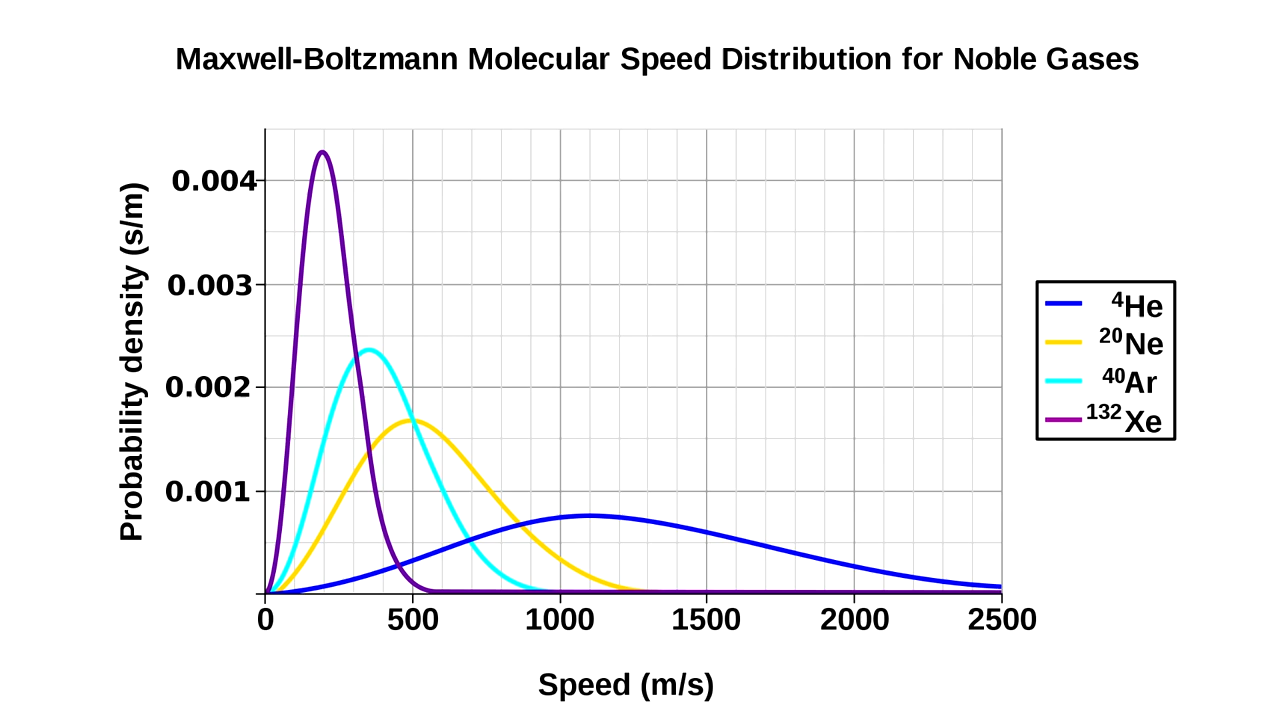 Maxwell-Boltzmann Molecular Speed Distribution for Noble Gases
Probability density (s/m)
0.004
0.003
0.002
0.001
0 500 1000 1500 2000 2500
Speed (m/s)
⁴He
²⁰Ne
⁴⁰Ar
¹³²Xe